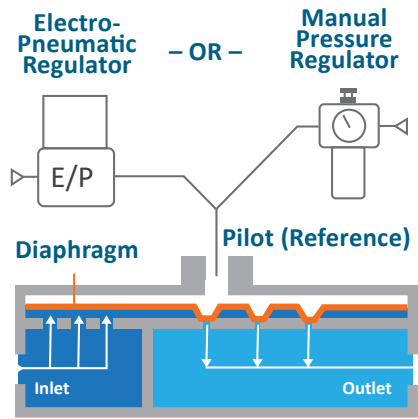 Electro-
Pneumatic
Regulator
– OR –
Manual
Pressure
Regulator
E/P
Pilot (Reference)
Diaphragm
Inlet
Outlet